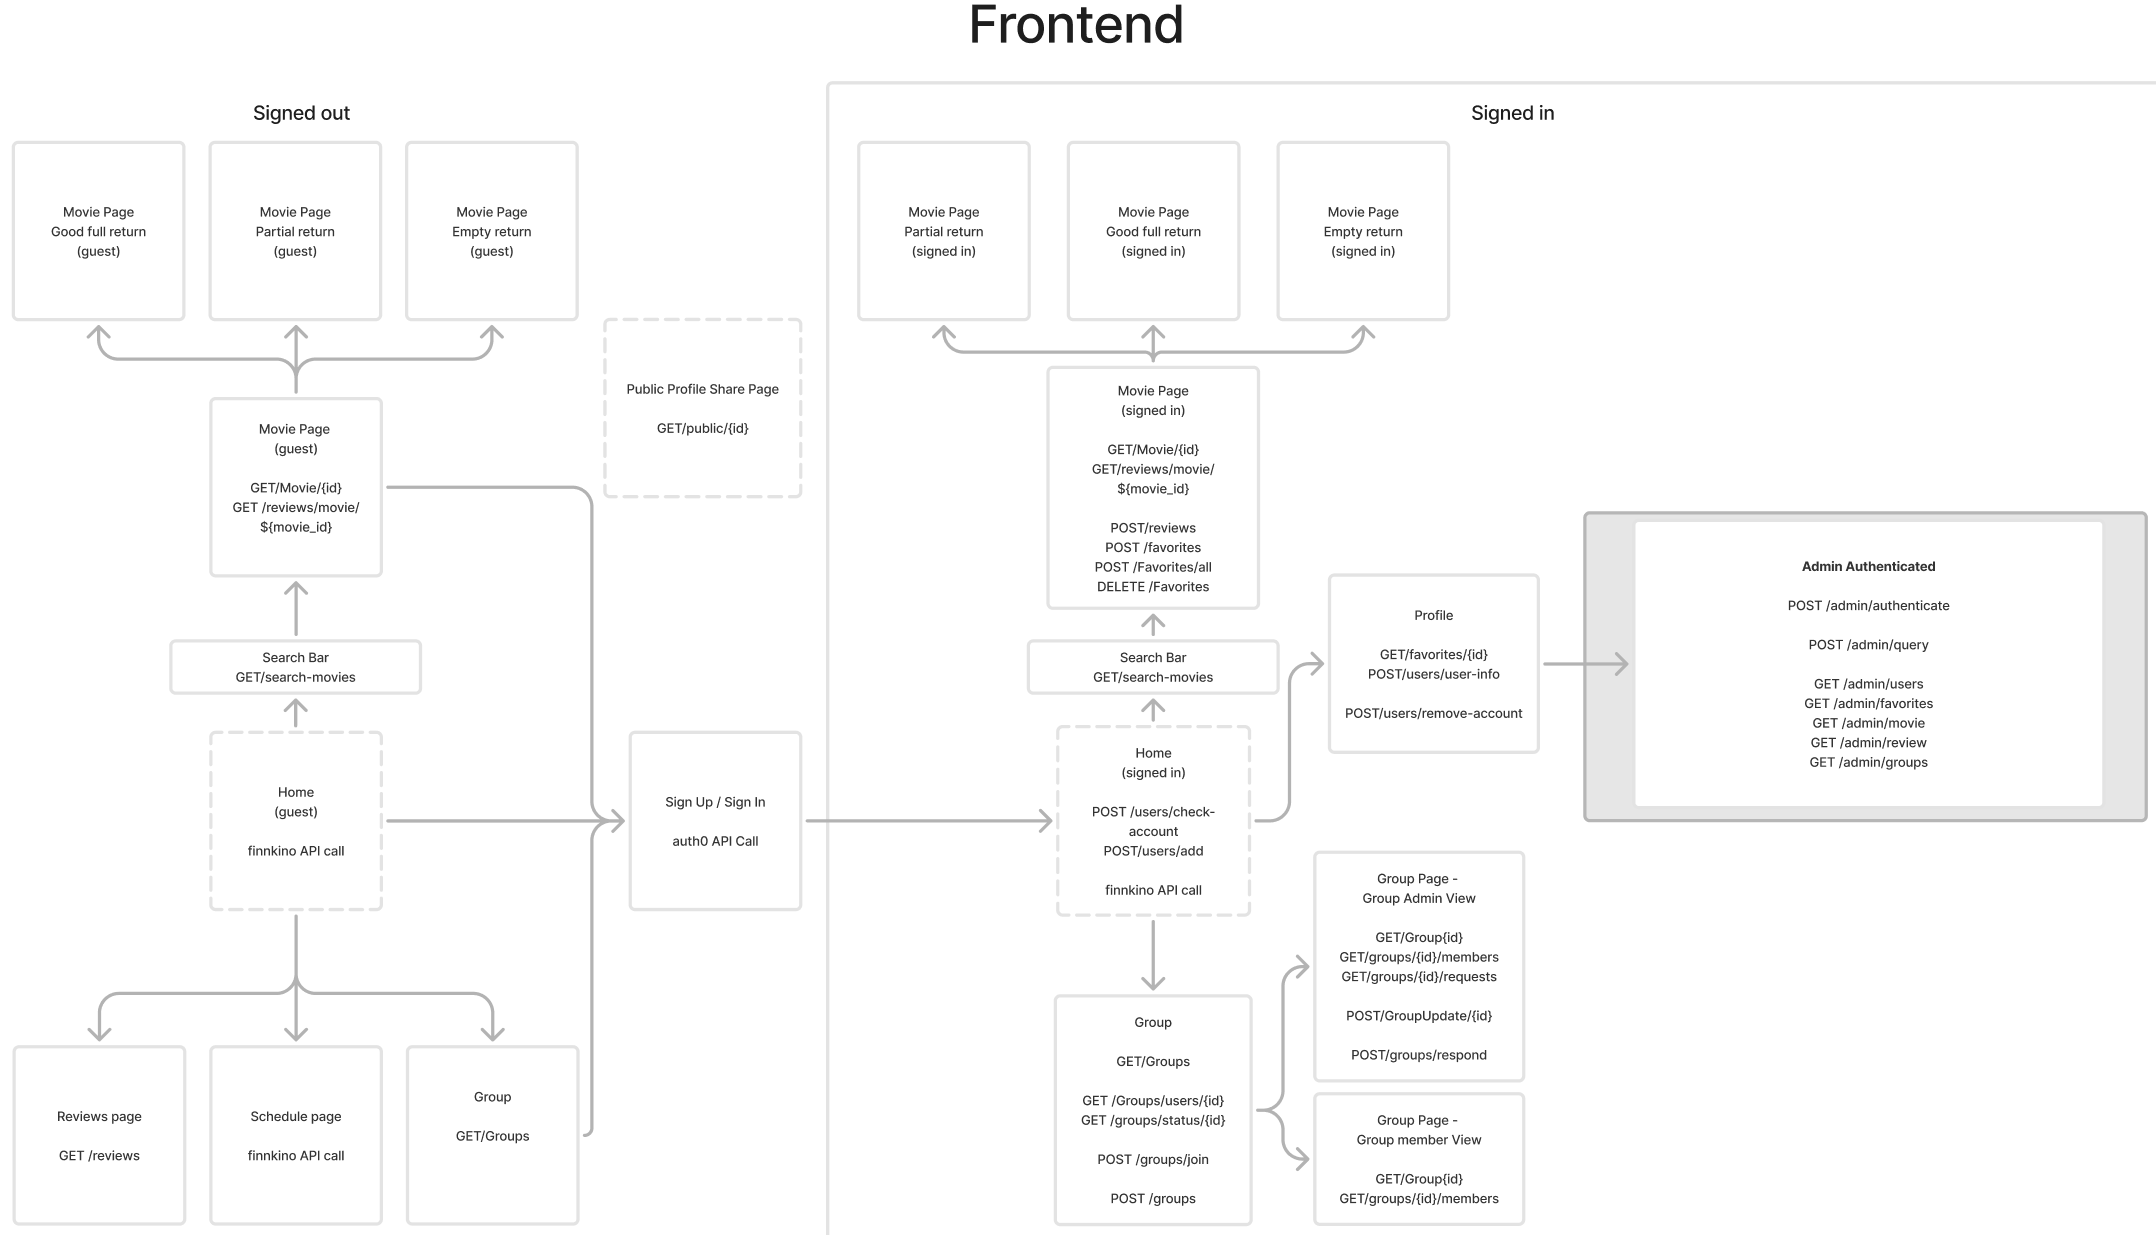 Frontend
Signed out
Movie Page
Good full return
(guest)
Movie Page
Partial return
(guest)
Movie Page
Empty return
(guest)
Public Profile Share Page
GET/public/{id}
Movie Page
(guest)
GET/Movie/{id}
GET /reviews/movie/
${movie_id}
Search Bar
GET/search-movies
Home
(guest)
finnkino API call
Sign Up / Sign In
auth0 API Call
Reviews page
GET /reviews
Schedule page
finnkino API call
Group
GET/Groups
Signed in
Movie Page
Partial return
(signed in)
Movie Page
Good full return
(signed in)
Movie Page
Empty return
(signed in)
Movie Page
(signed in)
GET/Movie/{id}
GET/reviews/movie/
${movie_id}
POST/reviews
POST /favorites
POST /Favorites/all
DELETE /Favorites
Search Bar
GET/search-movies
Home
(signed in)
POST /users/check-
account
POST/users/add
finnkino API call
Profile
GET/favorites/{id}
POST/users/user-info
POST/users/remove-account
Admin Authenticated
POST /admin/authenticate
POST /admin/query
GET /admin/users
GET /admin/favorites
GET /admin/movie
GET /admin/review
GET /admin/groups
Group
GET/Groups
GET /Groups/users/{id}
GET /groups/status/{id}
POST /groups/join
POST /groups
Group Page -
Group Admin View
GET/Group{id}
GET/groups/{id}/members
GET/groups/{id}/requests
POST/GroupUpdate/{id}
POST/groups/respond
Group Page -
Group member View
GET/Group{id}
GET/groups/{id}/members